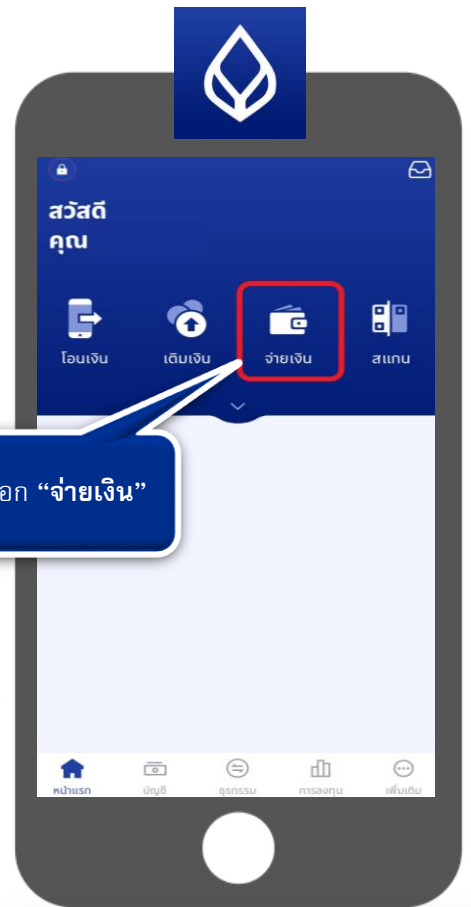 สวัสดี
คุณ
โอนเงิน
เติมเงิน
จ่ายเงิน
สแกน
อก “จ่ายเงิน”
หน้าแรก
บัญชี
ธุรกรรม
การลงทุน
เพิ่มเติม